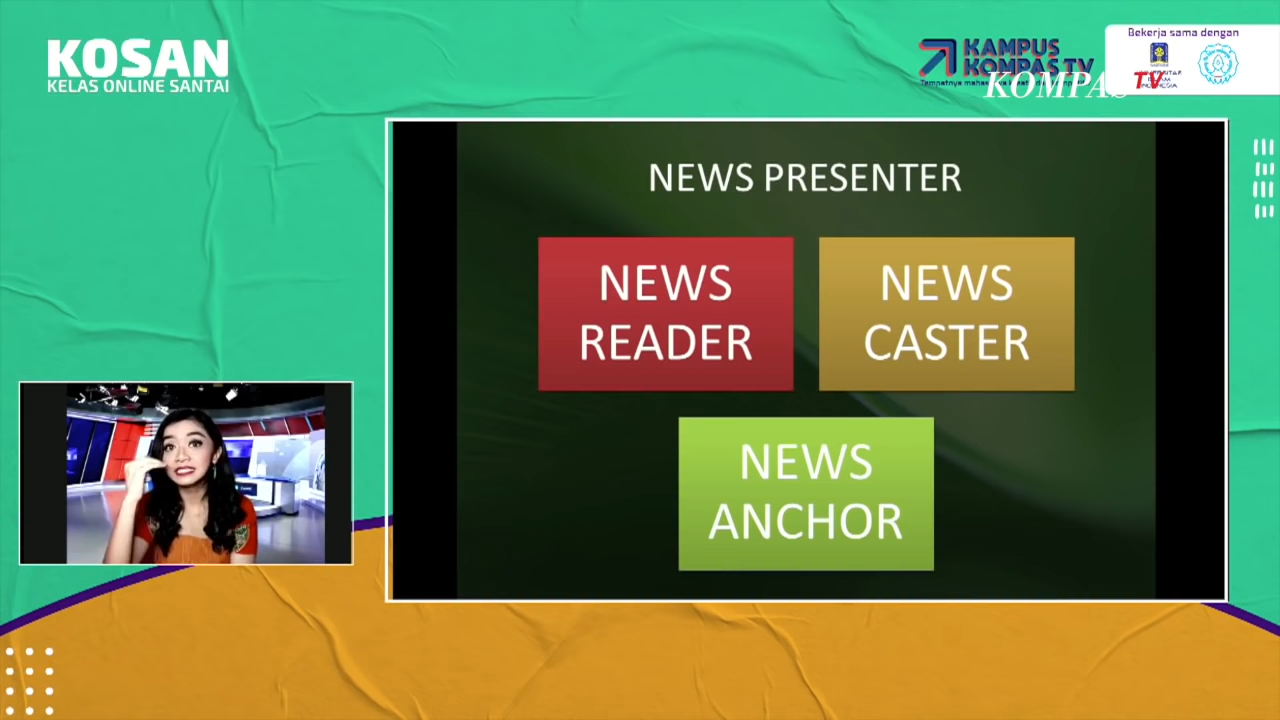 KOSAN
KELAS ONLINE SANTAI
KAMPUS
KOMPAS TV
KOMPAS TV
Bekerja sama dengan
NEWS PRESENTER
NEWS
READER
NEWS
CASTER
NEWS
ANCHOR